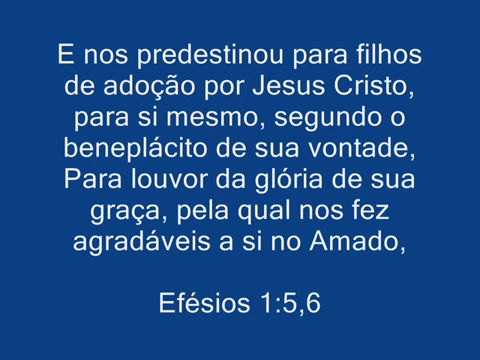 E nos predestinou para filhos
de adoção por Jesus Cristo,
para si mesmo, segundo o
beneplácito de sua vontade,
Para louvor da glória de sua
graça, pela qual nos fez
agradáveis a si no Amado,
Efésios 1:5,6